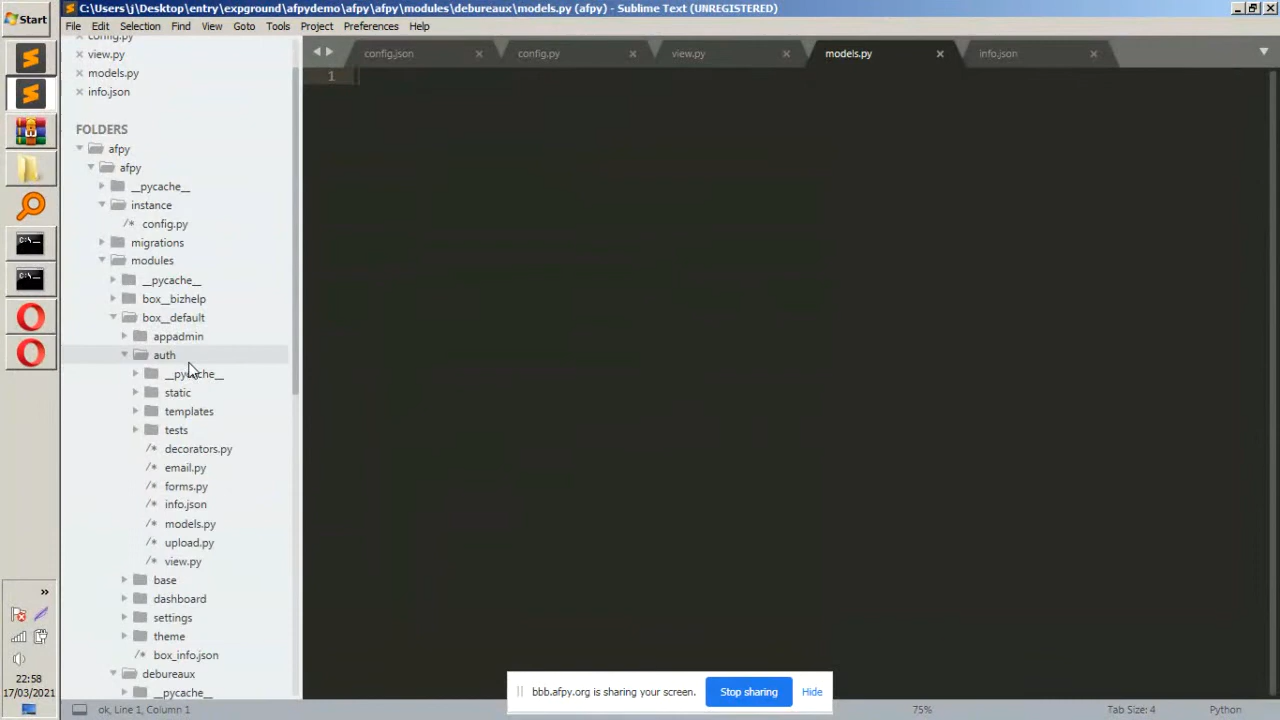 C:\Users\j\Desktop\entry\expground\afpydemo\afpy\afpy\modules\debureaux\models.py (afpy) - Sublime Text (UNREGISTERED)
Start
File Edit Selection Find View Goto Tools Project Preferences Help
config.py
view.py
models.py
info.json
config.json
config.py
view.py
models.py
info.json
1
FOLDERS
afpy
afpy
__pycache__
instance
/* config.py
migrations
modules
__pycache__
box__bizhelp
box__default
appadmin
auth
__pycache__
static
templates
tests
/* decorators.py
/* email.py
/* forms.py
/* info.json
/* models.py
/* upload.py
/* view.py
base
dashboard
settings
theme
/* box_info.json
debureaux
__pycache__
C:\
C:\
»
22:58
17/03/2021
bbb.afpy.org is sharing your screen.
Stop sharing
Hide
ok, Line 1, Column 1
75%
Tab Size: 4
Python